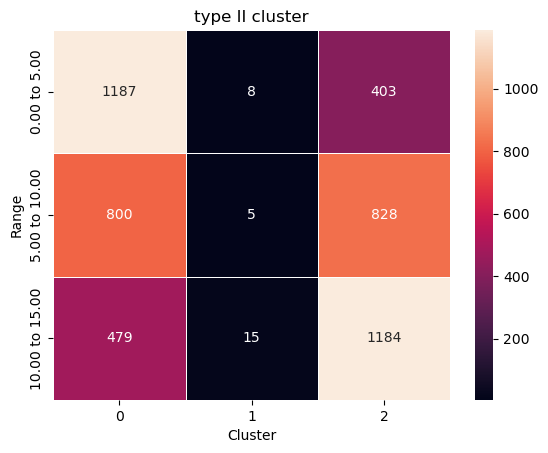 type II cluster
Range
0.00 to 5.00
1187 8 403
5.00 to 10.00
800 5 828
10.00 to 15.00
479 15 1184
0 1 2
Cluster
1000
800
600
400
200